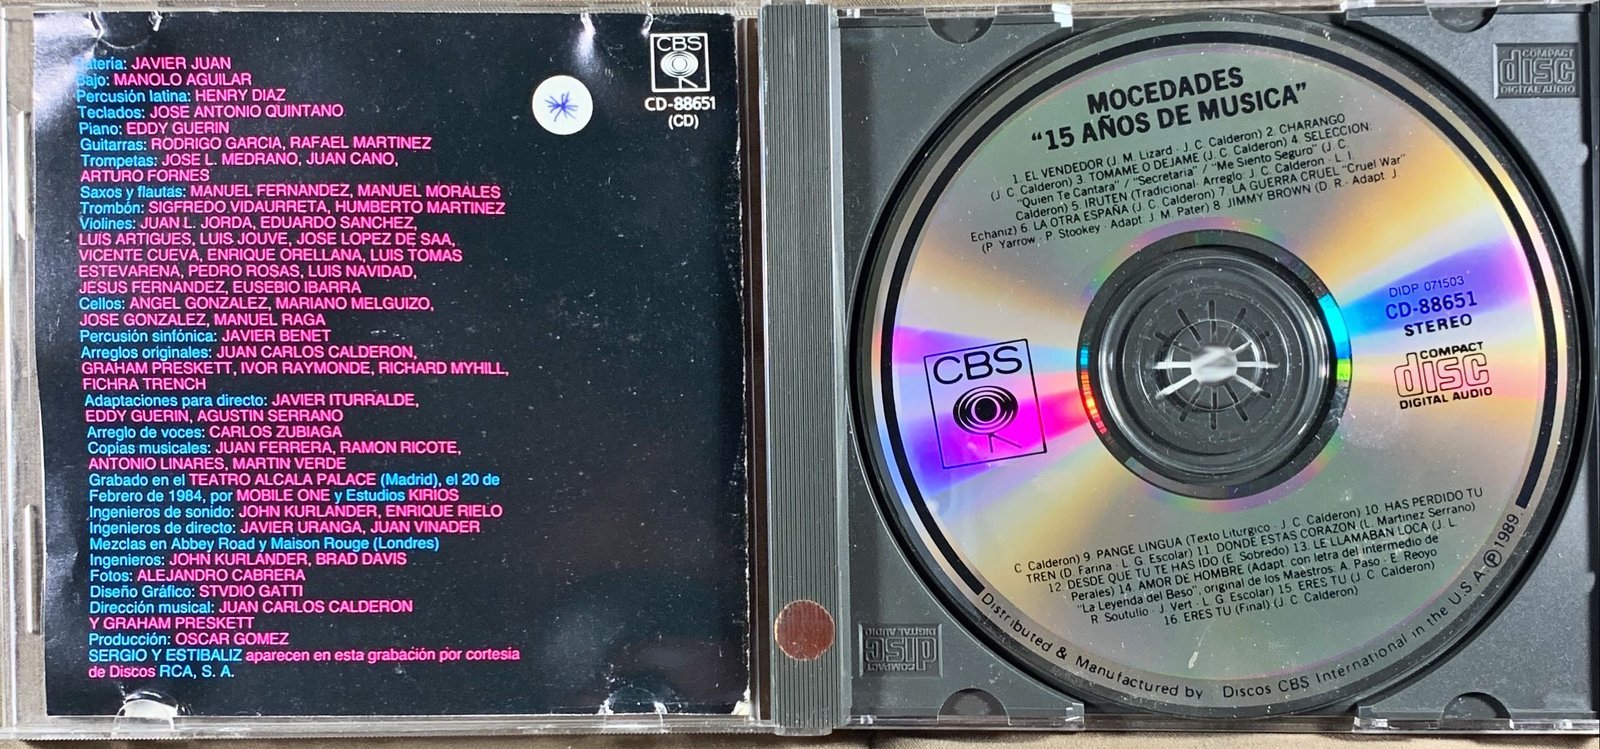 Batería: JAVIER JUAN
Bajo: MANOLO AGUILAR
Percusión latina: HENRY DIAZ
Teclados: JOSE ANTONIO QUINTANO
Piano: EDDY GUERIN
Guitarras: RODRIGO GARCIA, RAFAEL MARTINEZ
Trompetas: JOSE L. MEDRANO, JUAN CANO,
ARTURO FORNES
Saxos y flautas: MANUEL FERNANDEZ, MANUEL MORALES
Trombón: SIGFREDO VIDAURRETA, HUMBERTO MARTINEZ
Violines: JUAN L. JORDA, EDUARDO SANCHEZ,
LUIS ARTIGUES, LUIS JOUVE, JOSE LOPEZ DE SAA,
VICENTE CUEVA, ENRIQUE ORELLANA, LUIS TOMAS
ESTEVARENA, PEDRO ROSAS, LUIS NAVIDAD,
JESUS FERNANDEZ, EUSEBIO IBARRA
Cellos: ANGEL GONZALEZ, MARIANO MELGUIZO,
JOSE GONZALEZ, MANUEL RAGA
Percusión sinfónica: JAVIER BENET
Arreglos originales: JUAN CARLOS CALDERON,
GRAHAM PRESKETT, IVOR RAYMONDE, RICHARD MYHILL,
FICHRA TRENCH
Adaptaciones para directo: JAVIER ITURRALDE,
EDDY GUERIN, AGUSTIN SERRANO
Arreglo de voces: CARLOS ZUBIAGA
Copias musicales: JUAN FERRERA, RAMON RICOTE,
ANTONIO LINARES, MARTIN VERDE
Grabado en el TEATRO ALCALA PALACE (Madrid), el 20 de
Febrero de 1984, por MOBILE ONE y Estudios KIRIOS
Ingenieros de sonido: JOHN KURLANDER, ENRIQUE RIELO
Ingenieros de directo: JAVIER URANGA, JUAN VINADER
Mezclas en Abbey Road y Maison Rouge (Londres)
Ingenieros: JOHN KURLANDER, BRAD DAVIS
Fotos: ALEJANDRO CABRERA
Diseño Gráfico: STVDIO GATTI
Dirección musical: JUAN CARLOS CALDERON
Y GRAHAM PRESKETT
Producción: OSCAR GOMEZ
SERGIO Y ESTIBALIZ aparecen en esta grabación por cortesia
de Discos RCA, S. A.
CBS
CD-88651
(CD)
MOCEDADES
"15 AÑOS DE MUSICA"
1. EL VENDEDOR (J. M. Lizard - J. C. Calderon) 2. CHARANGO
(J. C. Calderon) 3. TOMAME O DEJAME (J. C. Calderon) 4. SELECCION:
"Quien Te Cantara" / "Secretaria" / "Me Siento Seguro" (J. C.
Calderon) 5. IRUTEN (Tradicional- Arreglo: J. C. Calderon - L. I.
Echaniz) 6. LA OTRA ESPAÑA (J. C. Calderon) 7. LA GUERRA CRUEL "Cruel War"
(P. Yarrow, P. Stookey - Adapt. J. M. Pater) 8. JIMMY BROWN (D. R.- Adapt. J.
DIDP 071503
CD-88651
STEREO
COMPACT
disc
DIGITAL AUDIO
CBS
C. Calderon) 9. PANGE LINGUA (Texto Liturgico - J. C. Calderon) 10. HAS PERDIDO TU
TREN (D. Farina - L. G. Escolar) 11. DONDE ESTAS CORAZON (L. Martinez Serrano)
12. DESDE QUE TU TE HAS IDO (E. Sobredo) 13. LE LLAMABAN LOCA (J. L.
Perales) 14. AMOR DE HOMBRE (Adapt. con letra del intermedio de
"La Leyenda del Beso", original de los Maestros: A. Paso - E. Reoyo
R. Soutullo - J. Vert - L. G. Escolar) 15. ERES TU (J. C. Calderon)
16. ERES TU (Final) (J. C. Calderon)
Distributed & Manufactured by Discos CBS International in the U.S.A. Ⓟ 1989.
COMPACT
disc
DIGITAL AUDIO
COMPACT
disc
DIGITAL AUDIO